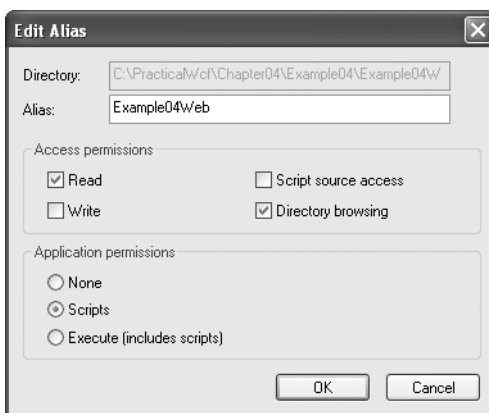 Edit Alias
Directory: C:\PracticalWcf\Chapter04\Example04\Example04W
Alias: Example04Web
Access permissions
Read Script source access
Write Directory browsing
Application permissions
None
Scripts
Execute (includes scripts)
OK Cancel